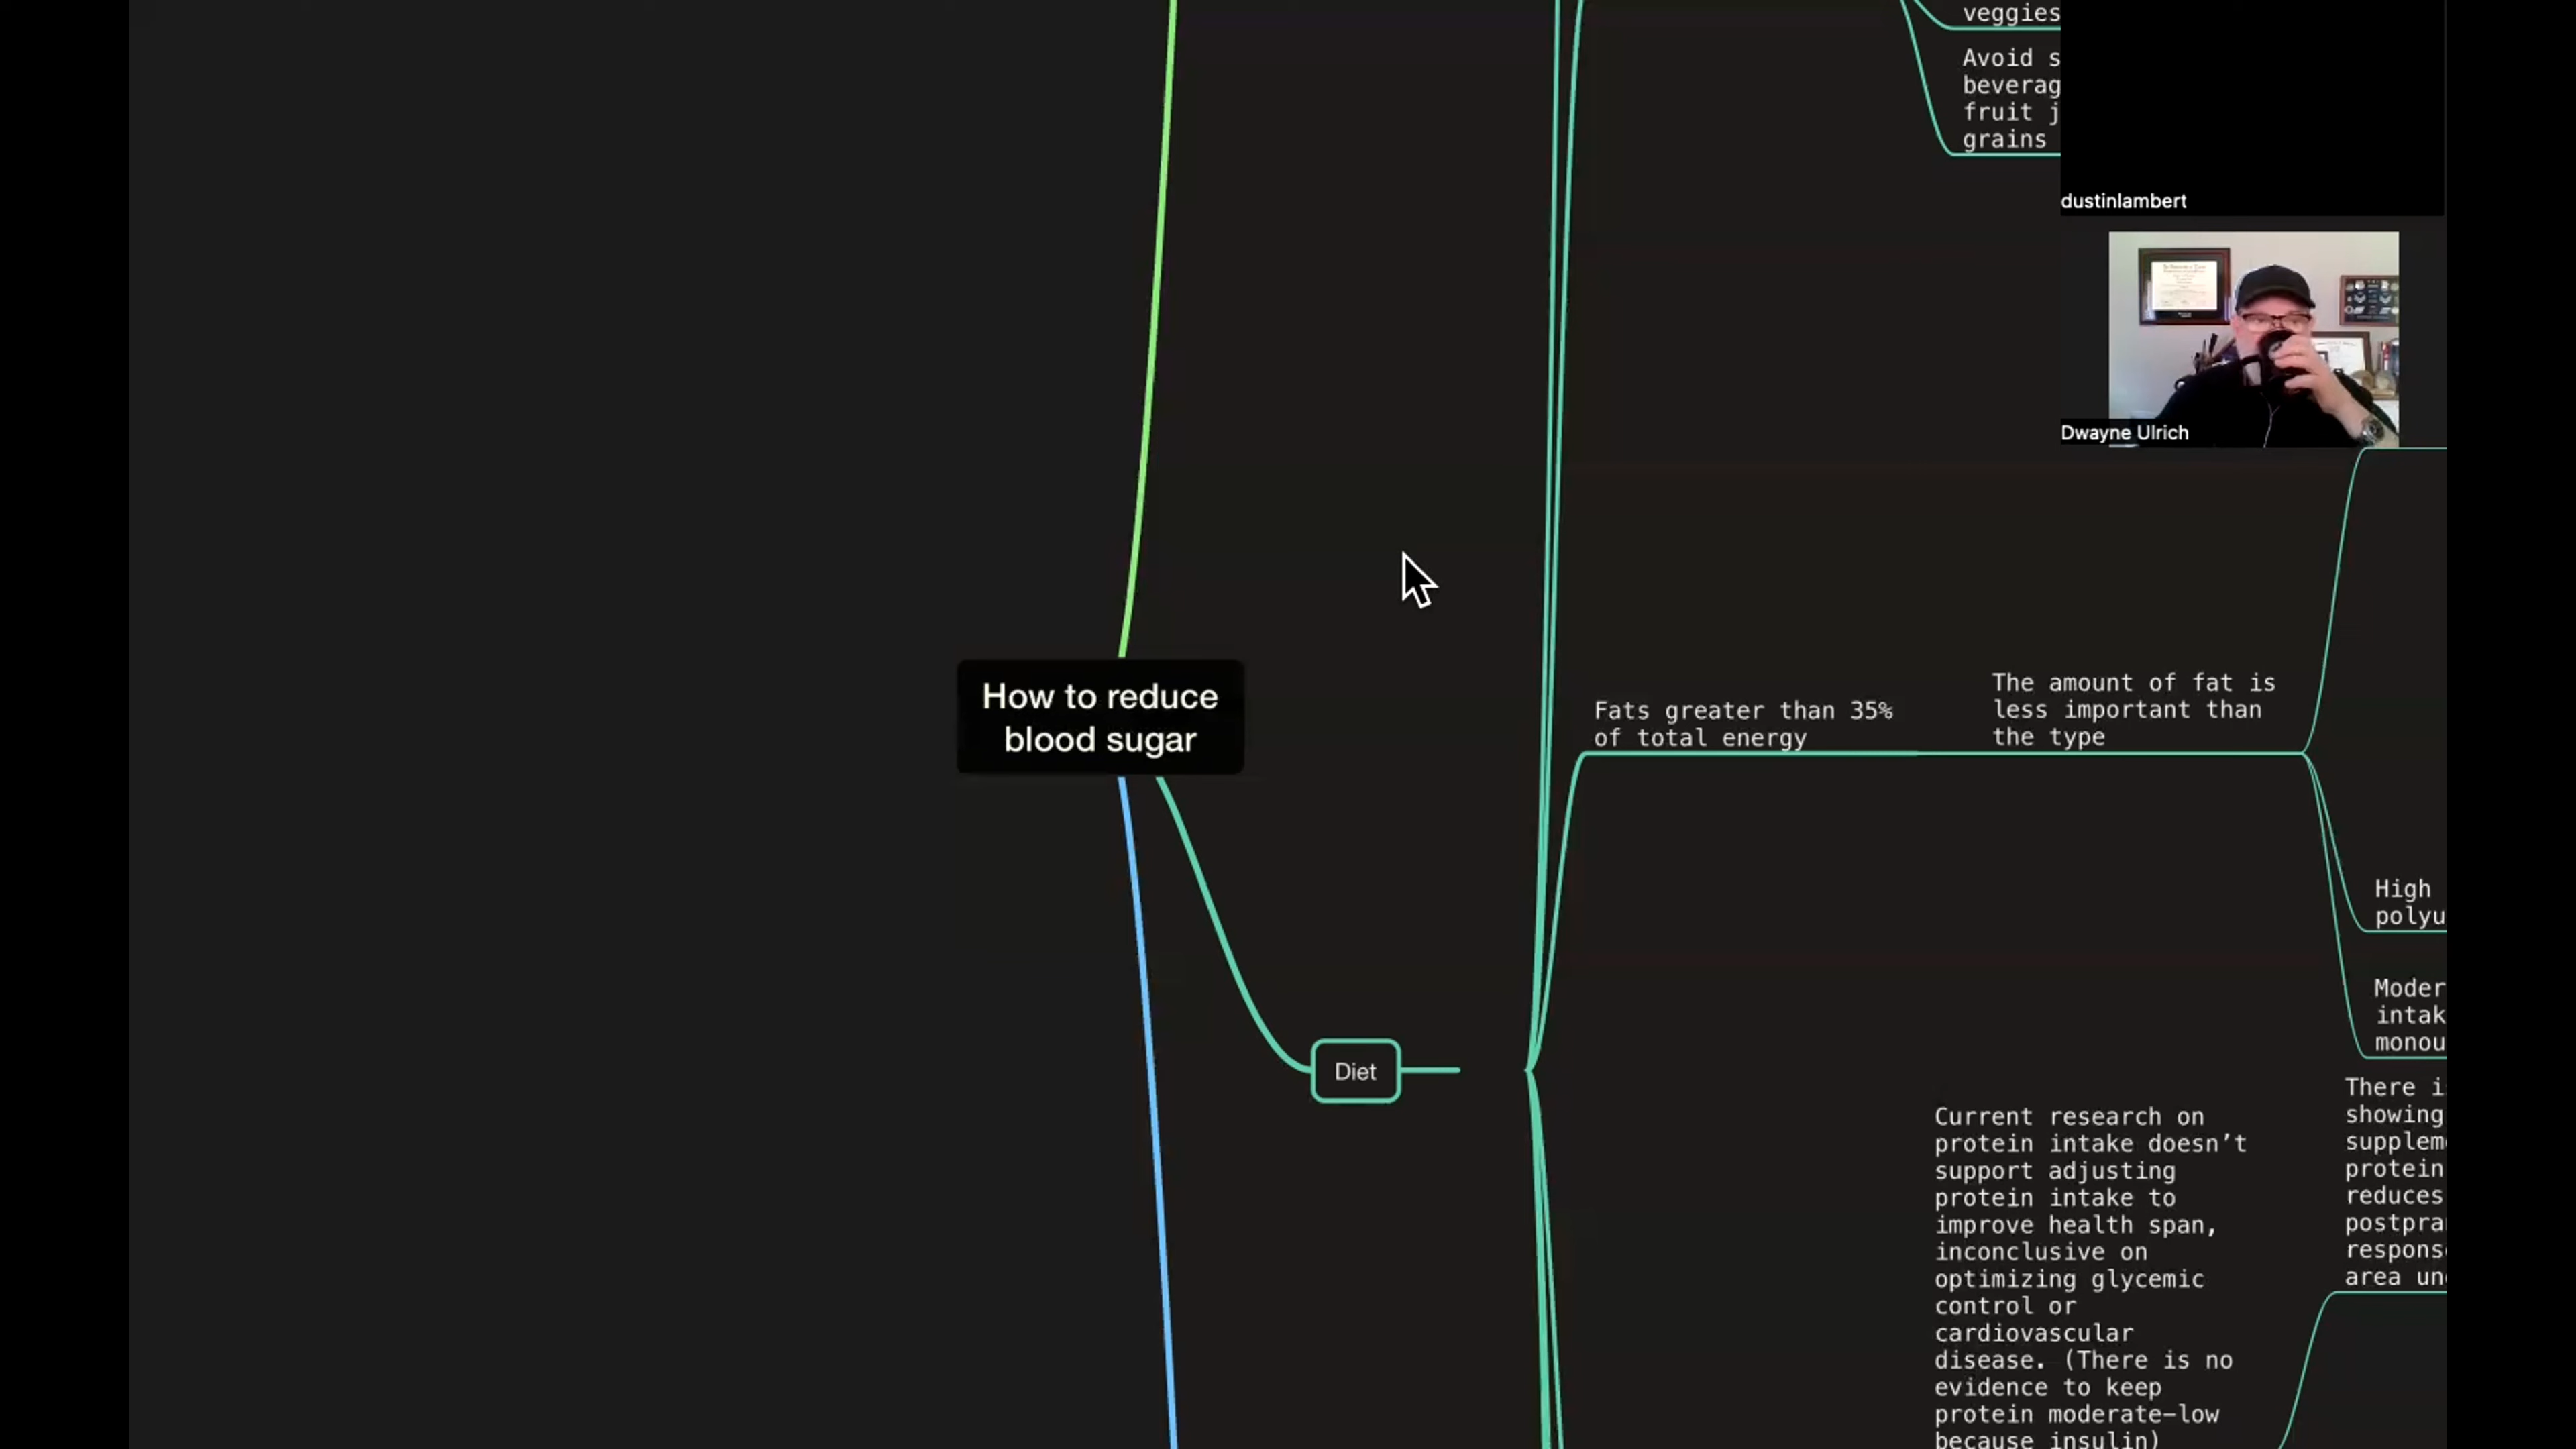 veggies
Avoid s
beverag
fruit j
grains
dustinlambert
Dwayne Ulrich
How to reduce
blood sugar
Fats greater than 35%
of total energy
The amount of fat is
less important than
the type
High
polyu
Moder
intak
monou
Diet
Current research on
protein intake doesn’t
support adjusting
protein intake to
improve health span,
inconclusive on
optimizing glycemic
control or
cardiovascular
disease. (There is no
evidence to keep
protein moderate-low
because insulin)
There i
showing
supplem
protein
reduces
postpra
respons
area un